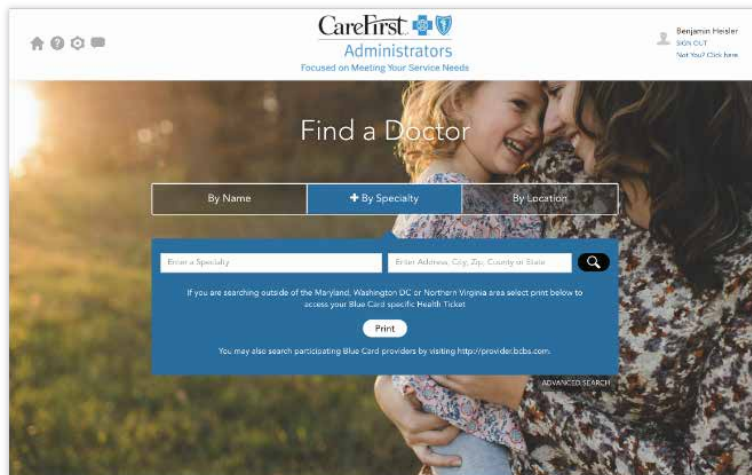 CareFirst
Administrators
Focused on Meeting Your Service Needs
Benjamin Heisler
SIGN OUT
Not You? Click here
Find a Doctor
By Name
By Specialty
By Location
Enter a Specialty
Enter Address, City, Zip, County or State
If you are searching outside of the Maryland, Washington DC or Northern Virginia area select print below to
access your Blue Card specific Health Ticket
Print
You may also search participating Blue Card providers by visiting http://provider.bcbs.com.
ADVANCED SEARCH